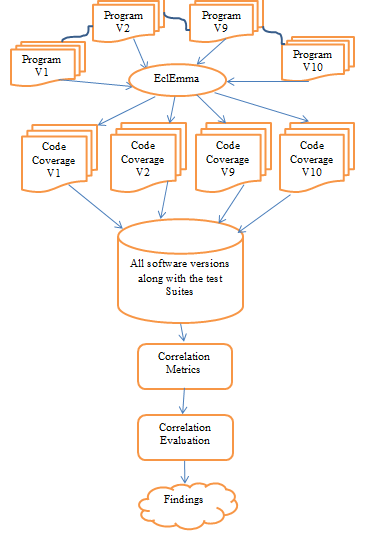 Program
V2
Program
V9
Program
V1
Program
V10
EclEmma
Code
Coverage
V1
Code
Coverage
V2
Code
Coverage
V9
Code
Coverage
V10
All software versions
along with the test
Suites
Correlation
Metrics
Correlation
Evaluation
Findings